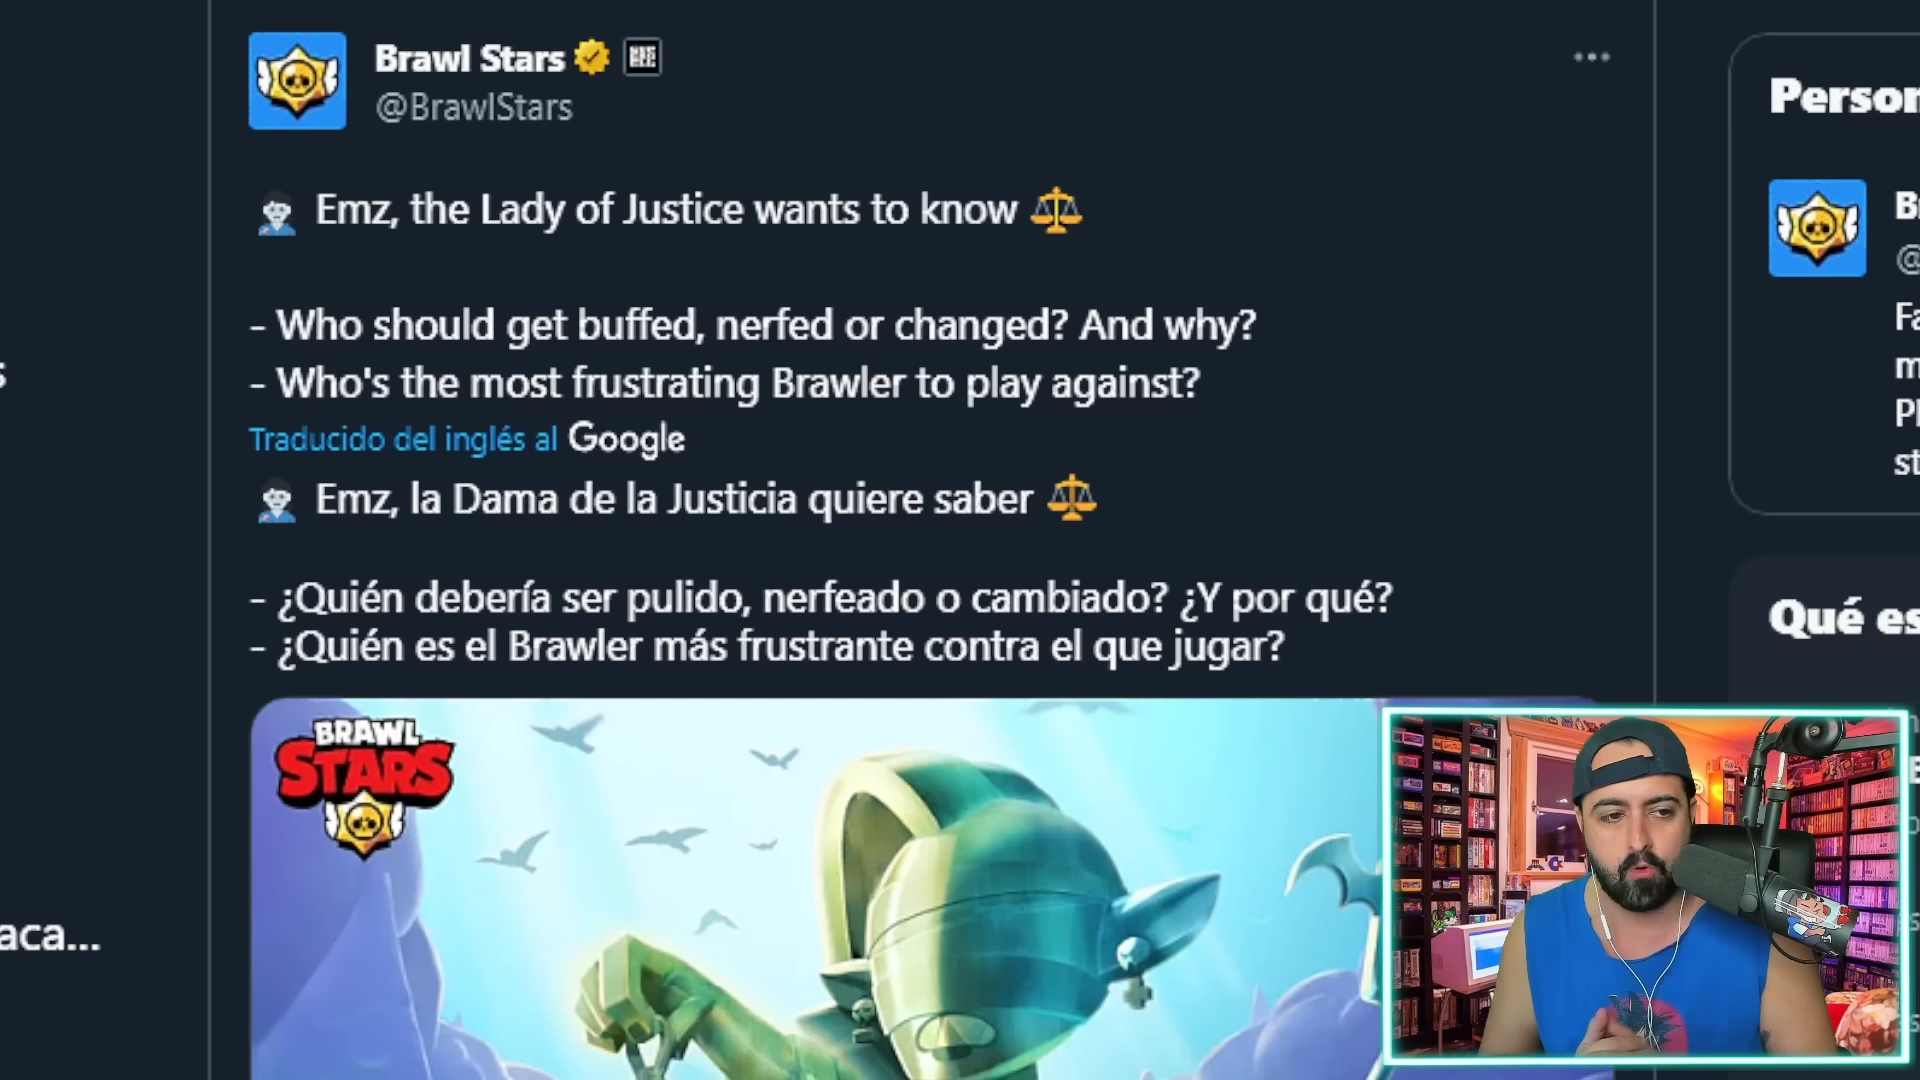 Brawl Stars
@BrawlStars
Emz, the Lady of Justice wants to know
- Who should get buffed, nerfed or changed? And why?
- Who's the most frustrating Brawler to play against?
Traducido del inglés al Google
Emz, la Dama de la Justicia quiere saber
- ¿Quién debería ser pulido, nerfeado o cambiado? ¿Y por qué?
- ¿Quién es el Brawler más frustrante contra el que jugar?
BRAWL
STARS
aca...
Person
@
Qué es